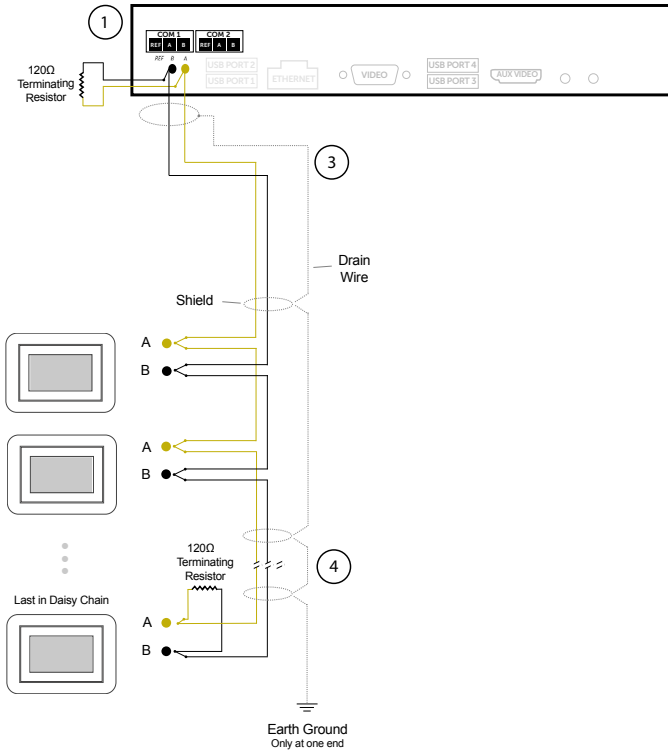 1
COM 1
COM 2
REF A B
REF A B
REF B A
USB PORT 2
USB PORT 1
ETHERNET
VIDEO
USB PORT 4
USB PORT 3
AUX VIDEO
120Ω
Terminating
Resistor
3
Drain
Wire
Shield
A
B
A
B
120Ω
Terminating
Resistor
4
Last in Daisy Chain
A
B
Earth Ground
Only at one end